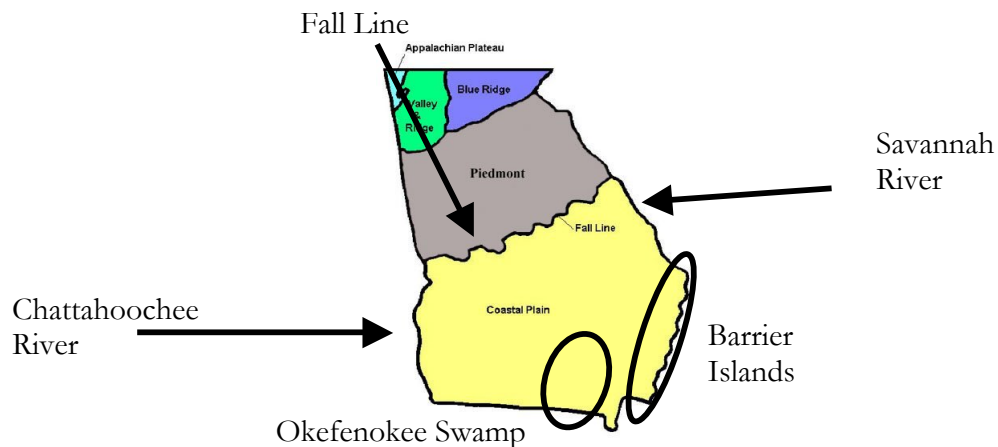 Fall Line
Appalachian Plateau
Blue Ridge
Valley
&
Ridge
Savannah
River
Piedmont
Fall Line
Chattahoochee
River
Coastal Plain
Barrier
Islands
Okefenokee Swamp